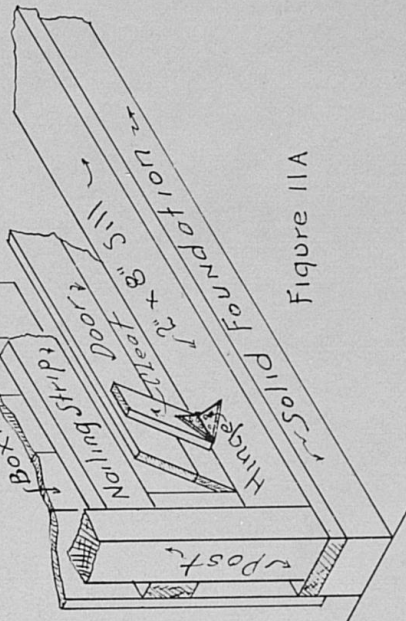 Box
Nailing Strip
Door
Cleat
2" x 8" Sill
Hinge
Solid Foundation
Post
Figure 11A